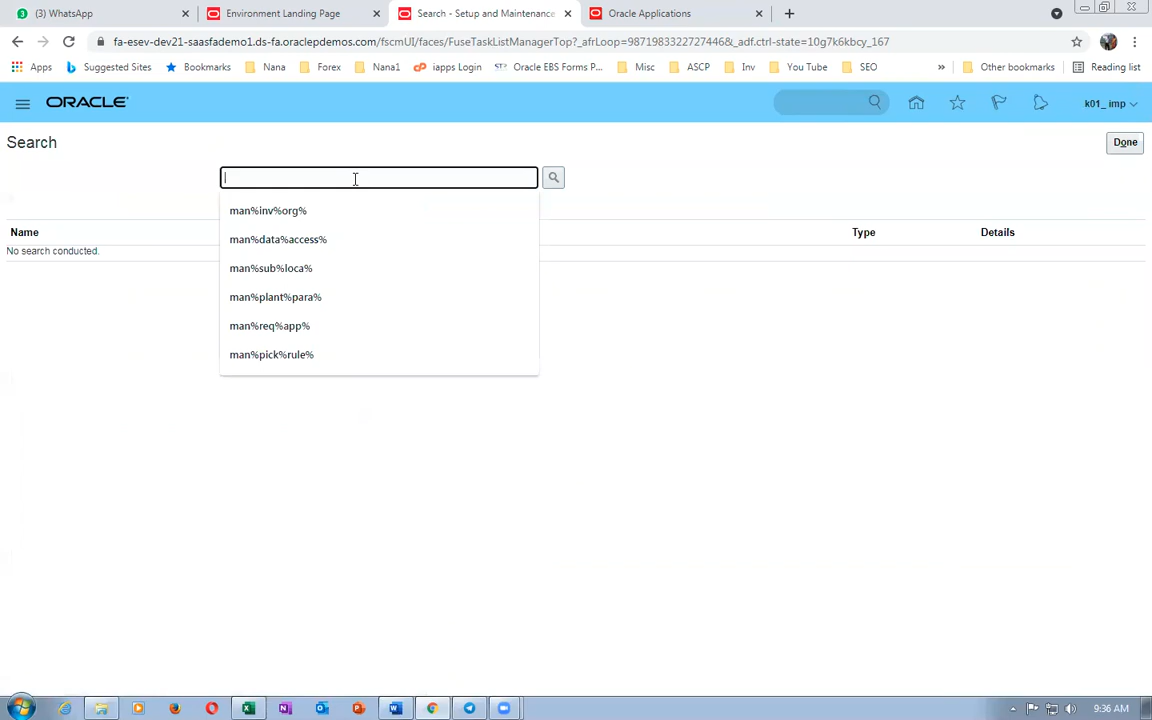 (3) WhatsApp
Environment Landing Page
Search - Setup and Maintenance
Oracle Applications
fa-esev-dev21-saasfademo1.ds-fa.oraclepdemos.com/fscmUI/faces/FuseTaskListManagerTop?_afrLoop=9871983322727446&_adf.ctrl-state=10g7k6kbcy_167
Apps
Suggested Sites
Bookmarks
Nana
Forex
Nana1
iapps Login
Oracle EBS Forms P...
Misc
ASCP
Inv
You Tube
SEO
»
Other bookmarks
Reading list
ORACLE
k01_ imp
Search
Done
man%inv%org%
man%data%access%
man%sub%loca%
man%plant%para%
man%req%app%
man%pick%rule%
Name
Type
Details
No search conducted.
9:36 AM